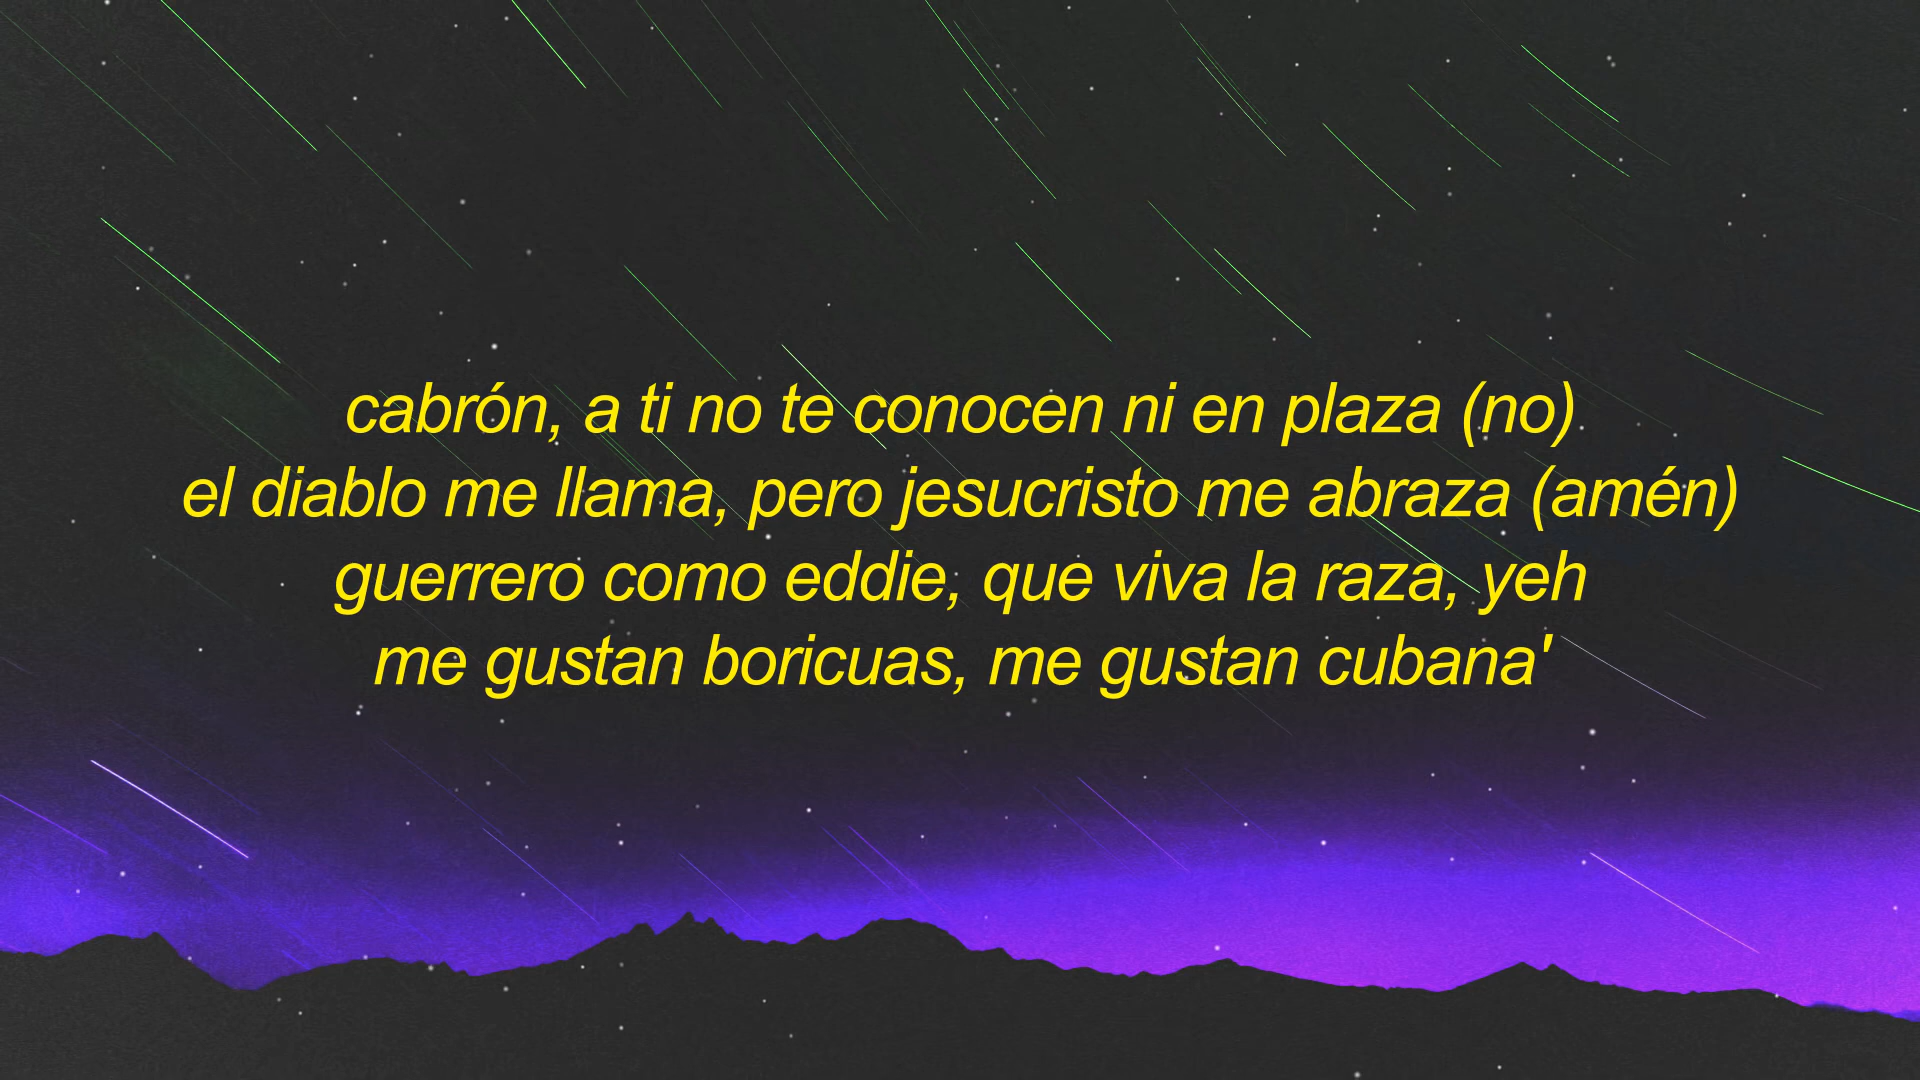 cabrón, a ti no te conocen ni en plaza (no)
el diablo me llama, pero jesucristo me abraza (amén)
guerrero como eddie, que viva la raza, yeh
me gustan boricuas, me gustan cubana'